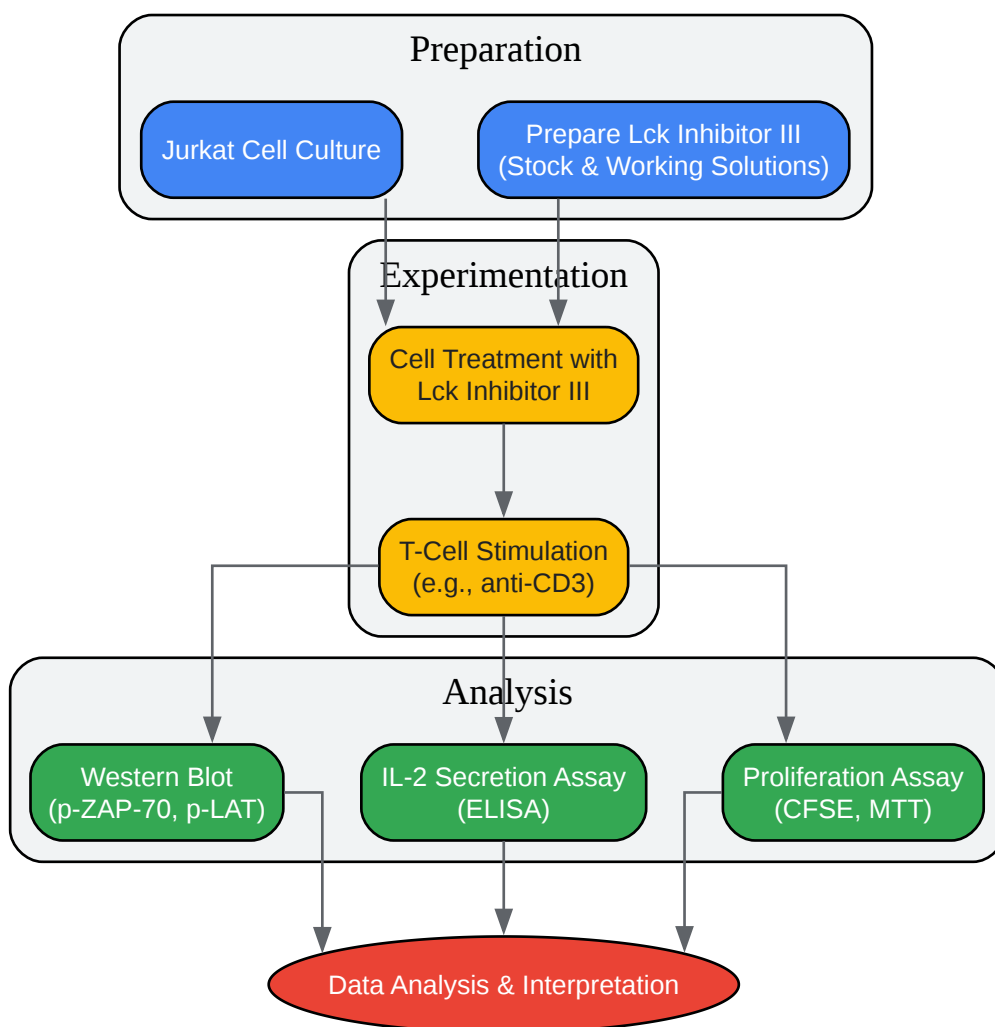 Preparation
Jurkat Cell Culture
Prepare Lck Inhibitor III
(Stock & Working Solutions)
Experimentation
Cell Treatment with
Lck Inhibitor III
T-Cell Stimulation
(e.g., anti-CD3)
Analysis
Western Blot
(p-ZAP-70, p-LAT)
IL-2 Secretion Assay
(ELISA)
Proliferation Assay
(CFSE, MTT)
Data Analysis & Interpretation